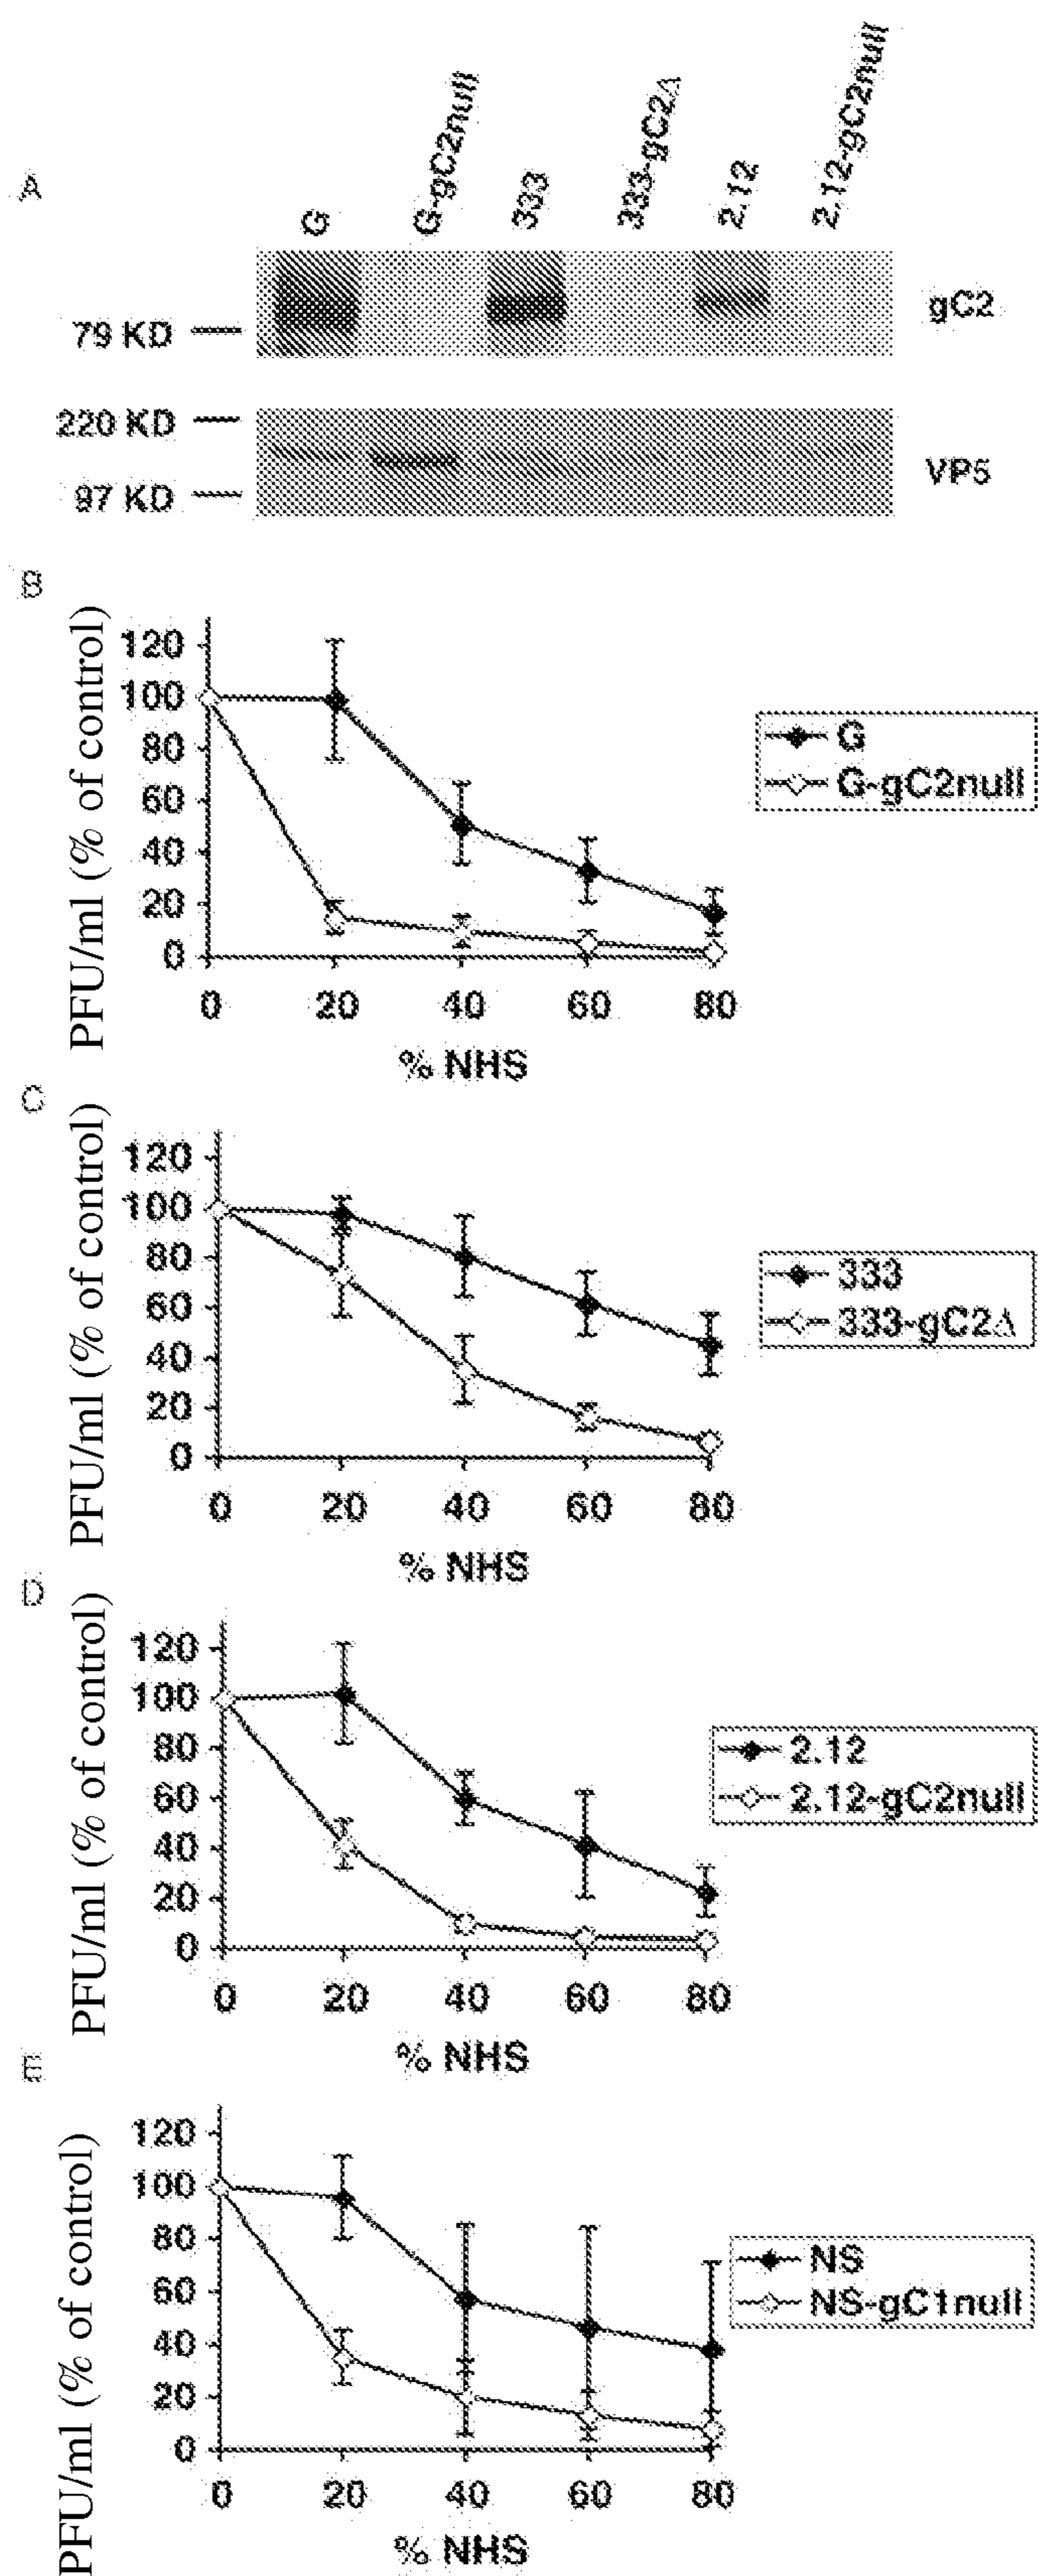 A
G
G-gC2null
333
333-gC2Δ
2.12
2.12-gC2null
79 KD
gC2
220 KD
97 KD
VP5
B
PFU/ml (% of control)
120
100
80
60
40
20
0
0 20 40 60 80
% NHS
G
G-gC2null
C
PFU/ml (% of control)
120
100
80
60
40
20
0
0 20 40 60 80
% NHS
333
333-gC2Δ
D
PFU/ml (% of control)
120
100
80
60
40
20
0
0 20 40 60 80
% NHS
2.12
2.12-gC2null
E
PFU/ml (% of control)
120
100
80
60
40
20
0
0 20 40 60 80
% NHS
NS
NS-gC1null